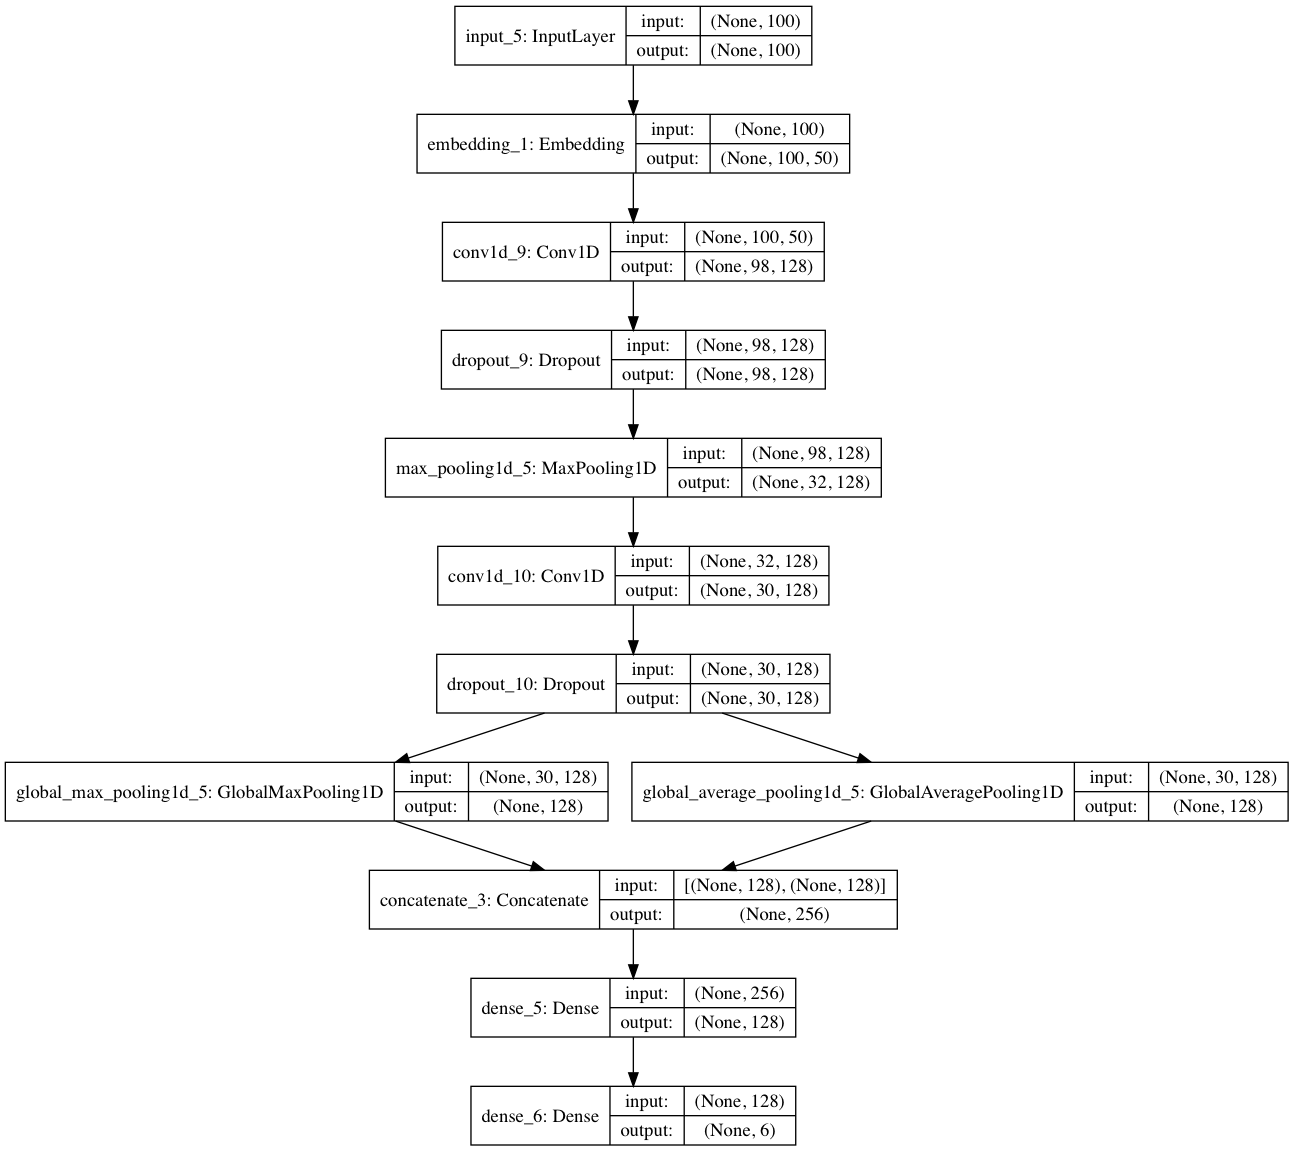 input_5: InputLayer
input:
(None, 100)
output:
(None, 100)
embedding_1: Embedding
input:
(None, 100)
output:
(None, 100, 50)
conv1d_9: Conv1D
input:
(None, 100, 50)
output:
(None, 98, 128)
dropout_9: Dropout
input:
(None, 98, 128)
output:
(None, 98, 128)
max_pooling1d_5: MaxPooling1D
input:
(None, 98, 128)
output:
(None, 32, 128)
conv1d_10: Conv1D
input:
(None, 32, 128)
output:
(None, 30, 128)
dropout_10: Dropout
input:
(None, 30, 128)
output:
(None, 30, 128)
global_max_pooling1d_5: GlobalMaxPooling1D
input:
(None, 30, 128)
output:
(None, 128)
global_average_pooling1d_5: GlobalAveragePooling1D
input:
(None, 30, 128)
output:
(None, 128)
concatenate_3: Concatenate
input:
[(None, 128), (None, 128)]
output:
(None, 256)
dense_5: Dense
input:
(None, 256)
output:
(None, 128)
dense_6: Dense
input:
(None, 128)
output:
(None, 6)